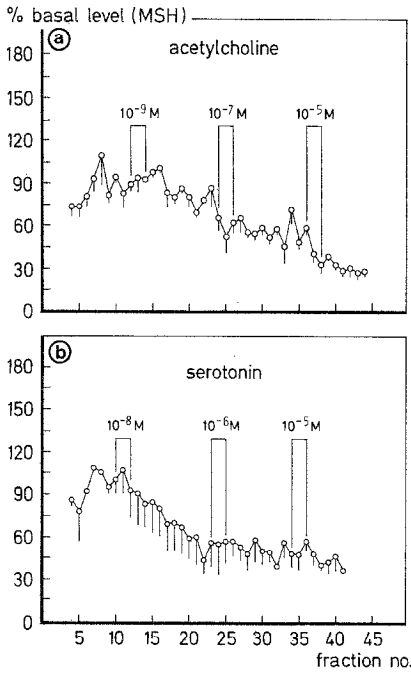 % basal level (MSH)
a
acetylcholine
180
150
120
90
60
30
0
10⁻⁹ M
10⁻⁷ M
10⁻⁵ M
b
serotonin
180
150
120
90
60
30
0
10⁻⁸ M
10⁻⁶ M
10⁻⁵ M
5 10 15 20 25 30 35 40 45
fraction no.